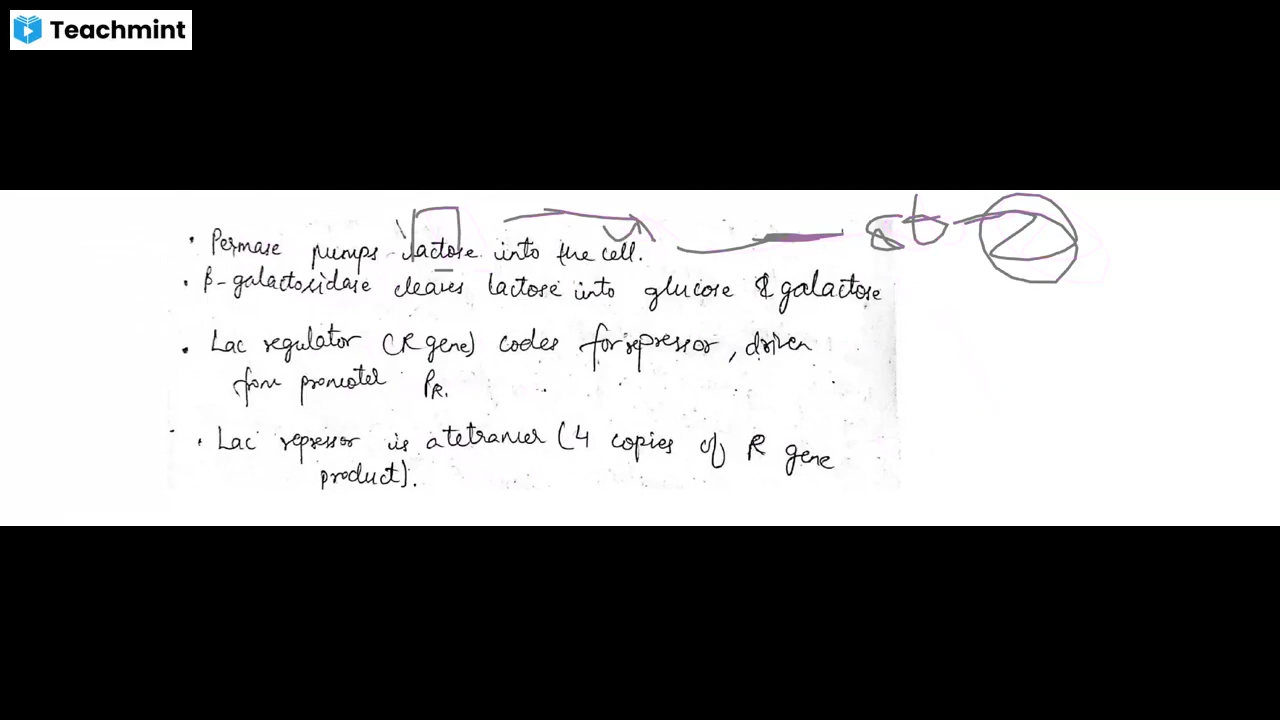 Teachmint
• Permase pumps lactose into the cell.
• β-galactosidase cleaves lactose into glucose & galactose
• Lac regulator (R gene) codes for repressor, driven
from promoter PR.
• Lac repressor is a tetramer (4 copies of R gene
product).